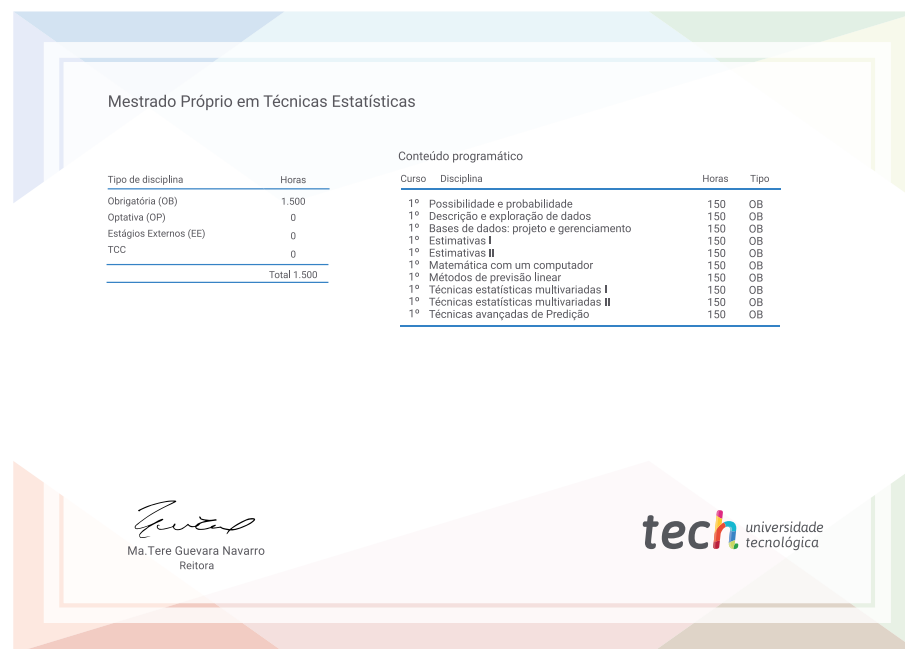 Mestrado Próprio em Técnicas Estatísticas
Tipo de disciplina Horas
Obrigatória (OB) 1.500
Optativa (OP) 0
Estágios Externos (EE) 0
TCC 0
Total 1.500
Conteúdo programático
Curso Disciplina Horas Tipo
1º Possibilidade e probabilidade 150 OB
1º Descrição e exploração de dados 150 OB
1º Bases de dados: projeto e gerenciamento 150 OB
1º Estimativas I 150 OB
1º Estimativas II 150 OB
1º Matemática com um computador 150 OB
1º Métodos de previsão linear 150 OB
1º Técnicas estatísticas multivariadas I 150 OB
1º Técnicas estatísticas multivariadas II 150 OB
1º Técnicas avançadas de Predição 150 OB
Ma.Tere Guevara Navarro
Reitora
tech universidade
tecnológica